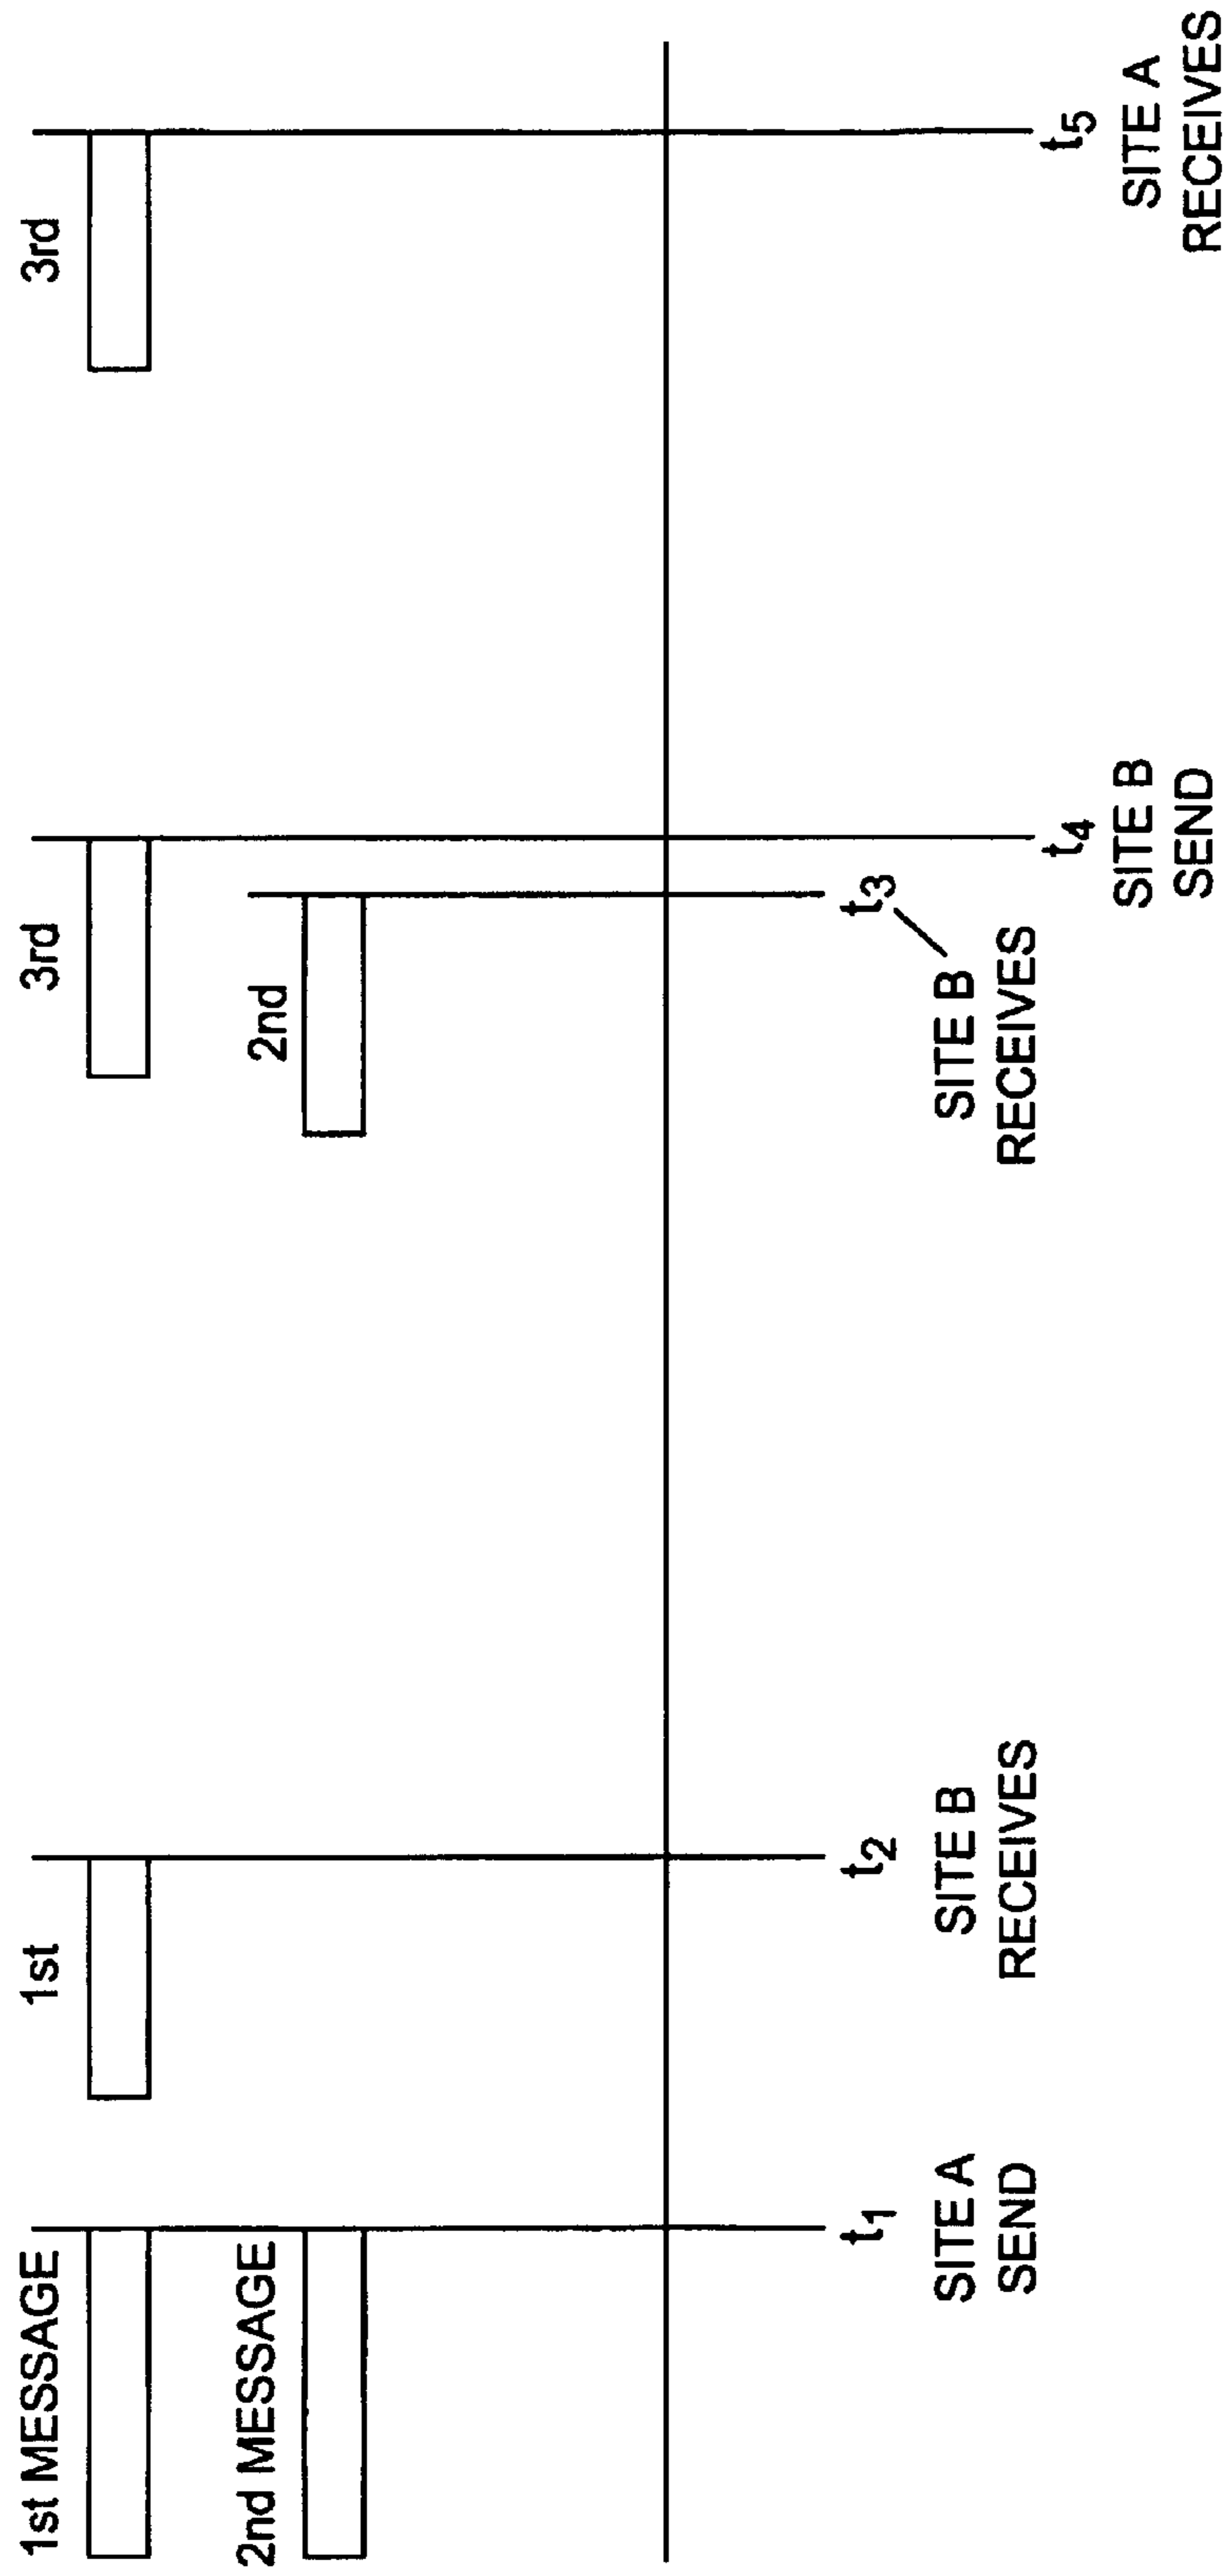 1st MESSAGE
2nd MESSAGE
t1
SITE A
SEND
1st
t2
SITE B
RECEIVES
2nd
t3
SITE B
RECEIVES
3rd
t4
SITE B
SEND
3rd
t5
SITE A
RECEIVES